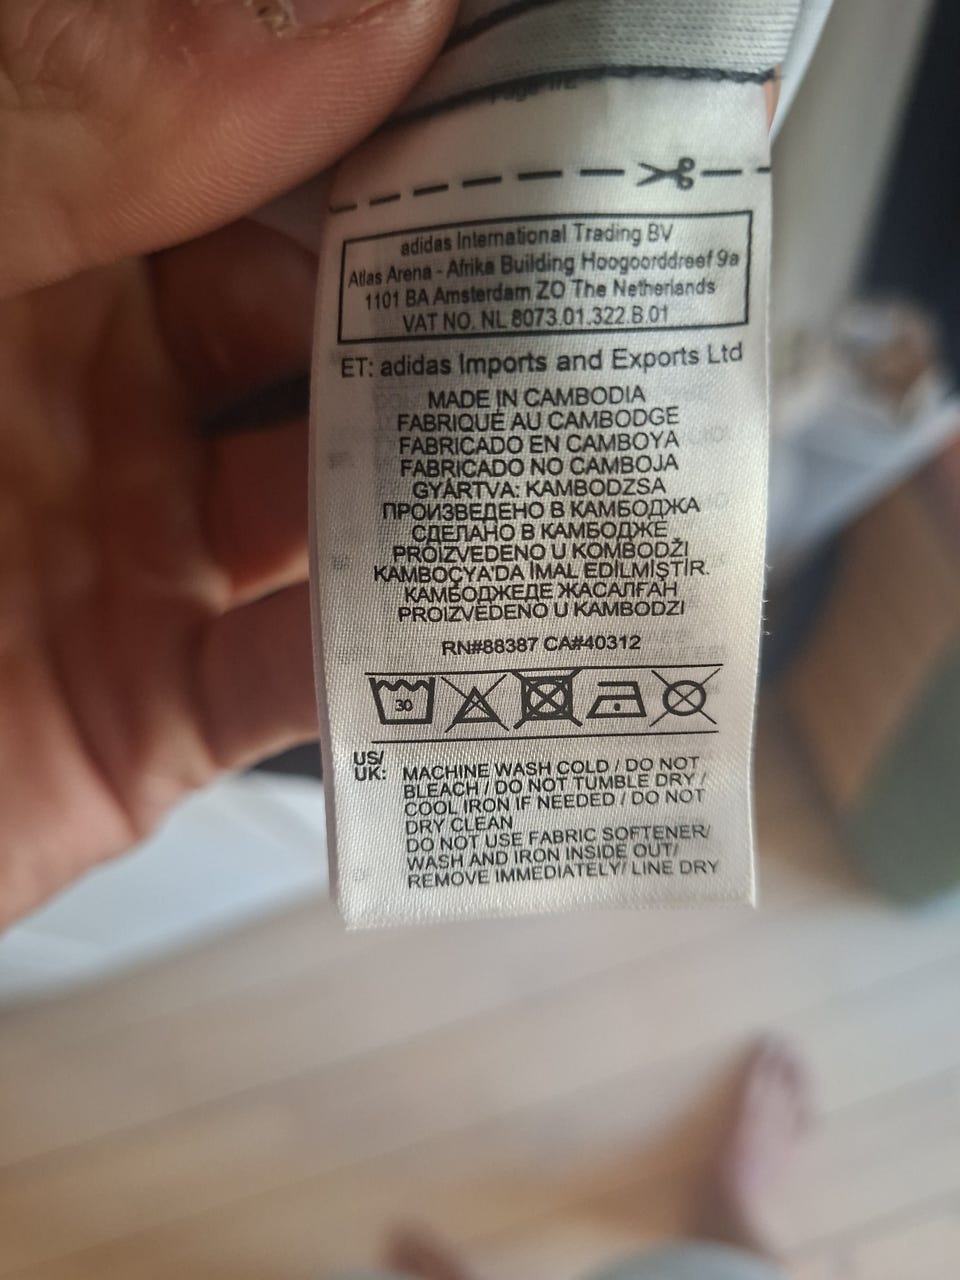 adidas International Trading BV
Atlas Arena - Afrika Building Hoogoorddreef 9a
1101 BA Amsterdam ZO The Netherlands
VAT NO. NL 8073.01.322.B.01
ET: adidas Imports and Exports Ltd
MADE IN CAMBODIA
FABRIQUÉ AU CAMBODGE
FABRICADO EN CAMBOYA
FABRICADO NO CAMBOJA
GYÁRTVA: KAMBODZSA
ПРОИЗВЕДЕНО В КАМБОДЖА
СДЕЛАНО В КАМБОДЖЕ
PROIZVEDENO U KOMBODŽI
KAMBOÇYA'DA İMAL EDİLMİŞTİR.
КАМБОДЖЕДЕ ЖАСАЛҒАН
PROIZVEDENO U KAMBODZI
RN#88387 CA#40312
30
US/
UK: MACHINE WASH COLD / DO NOT
BLEACH / DO NOT TUMBLE DRY /
COOL IRON IF NEEDED / DO NOT
DRY CLEAN
DO NOT USE FABRIC SOFTENER/
WASH AND IRON INSIDE OUT/
REMOVE IMMEDIATELY/ LINE DRY